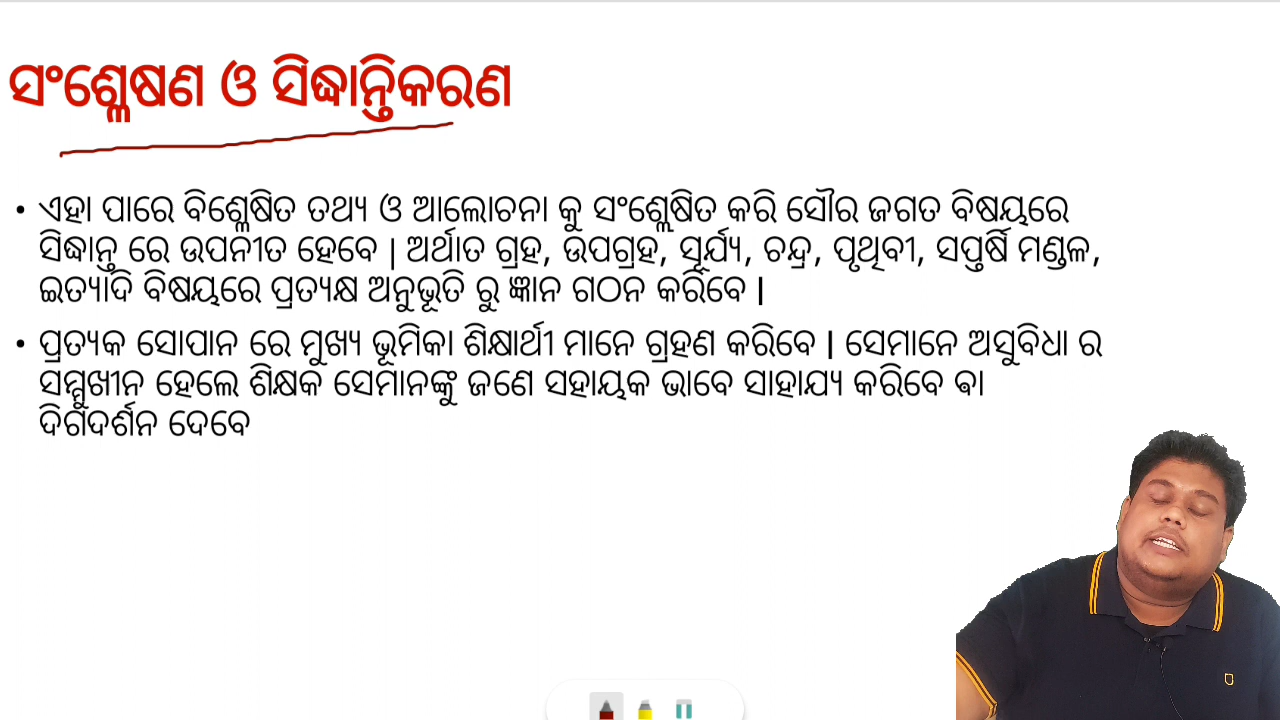 ସଂଶ୍ଳେଷଣ ଓ ସିଦ୍ଧାନ୍ତିକରଣ
• ଏହା ପାରେ ବିଶ୍ଳେଷିତ ତଥ୍ୟ ଓ ଆଲୋଚନା କୁ ସଂଶ୍ଲେଷିତ କରି ସୌର ଜଗତ ବିଷୟରେ
ସିଦ୍ଧାନ୍ତ ରେ ଉପନୀତ ହେବେ | ଅର୍ଥାତ ଗ୍ରହ, ଉପଗ୍ରହ, ସୂର୍ଯ୍ୟ, ଚନ୍ଦ୍ର, ପୃଥିବୀ, ସପ୍ତର୍ଷି ମଣ୍ଡଳ,
ଇତ୍ୟାଦି ବିଷୟରେ ପ୍ରତ୍ୟକ୍ଷ ଅନୁଭୂତି ରୁ ଜ୍ଞାନ ଗଠନ କରିବେ |
• ପ୍ରତ୍ୟକ ସୋପାନ ରେ ମୁଖ୍ୟ ଭୂମିକା ଶିକ୍ଷାର୍ଥୀ ମାନେ ଗ୍ରହଣ କରିବେ | ସେମାନେ ଅସୁବିଧା ର
ସମ୍ମୁଖୀନ ହେଲେ ଶିକ୍ଷକ ସେମାନଙ୍କୁ ଜଣେ ସହାୟକ ଭାବେ ସାହାଯ୍ୟ କରିବେ ବା
ଦିଗଦର୍ଶନ ଦେବେ